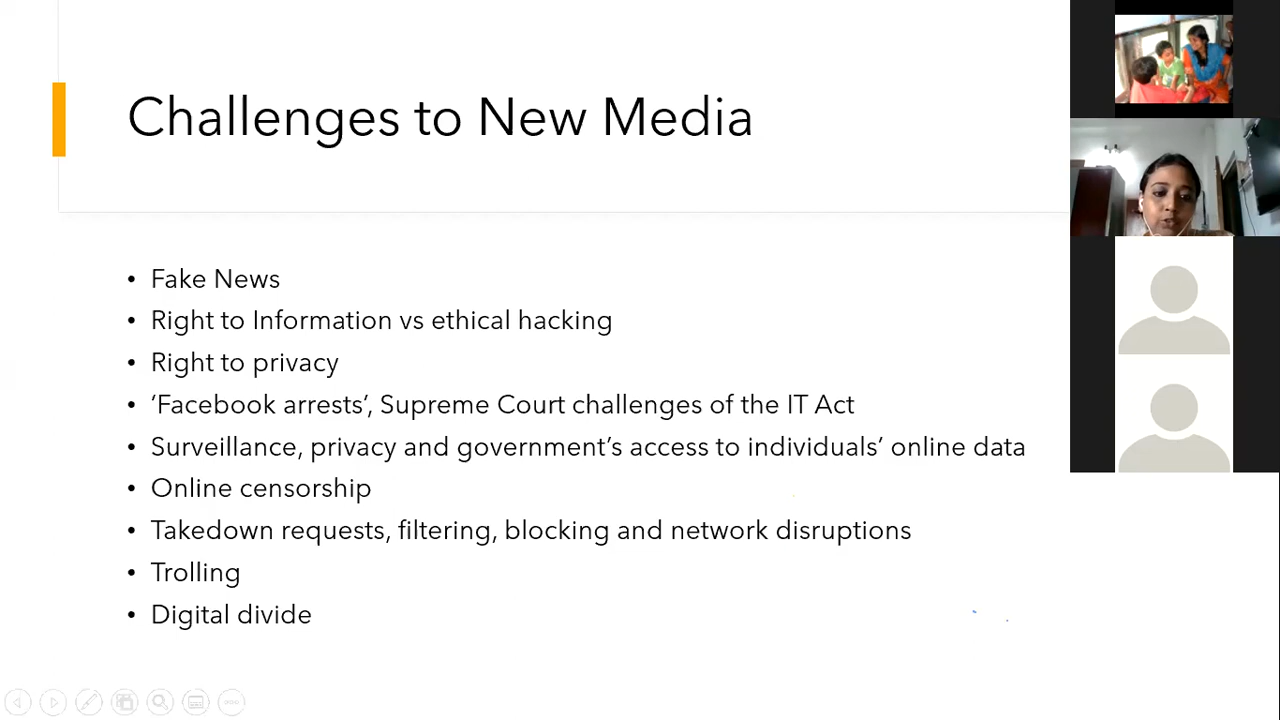 Challenges to New Media
• Fake News
• Right to Information vs ethical hacking
• Right to privacy
• ‘Facebook arrests’, Supreme Court challenges of the IT Act
• Surveillance, privacy and government’s access to individuals’ online data
• Online censorship
• Takedown requests, filtering, blocking and network disruptions
• Trolling
• Digital divide